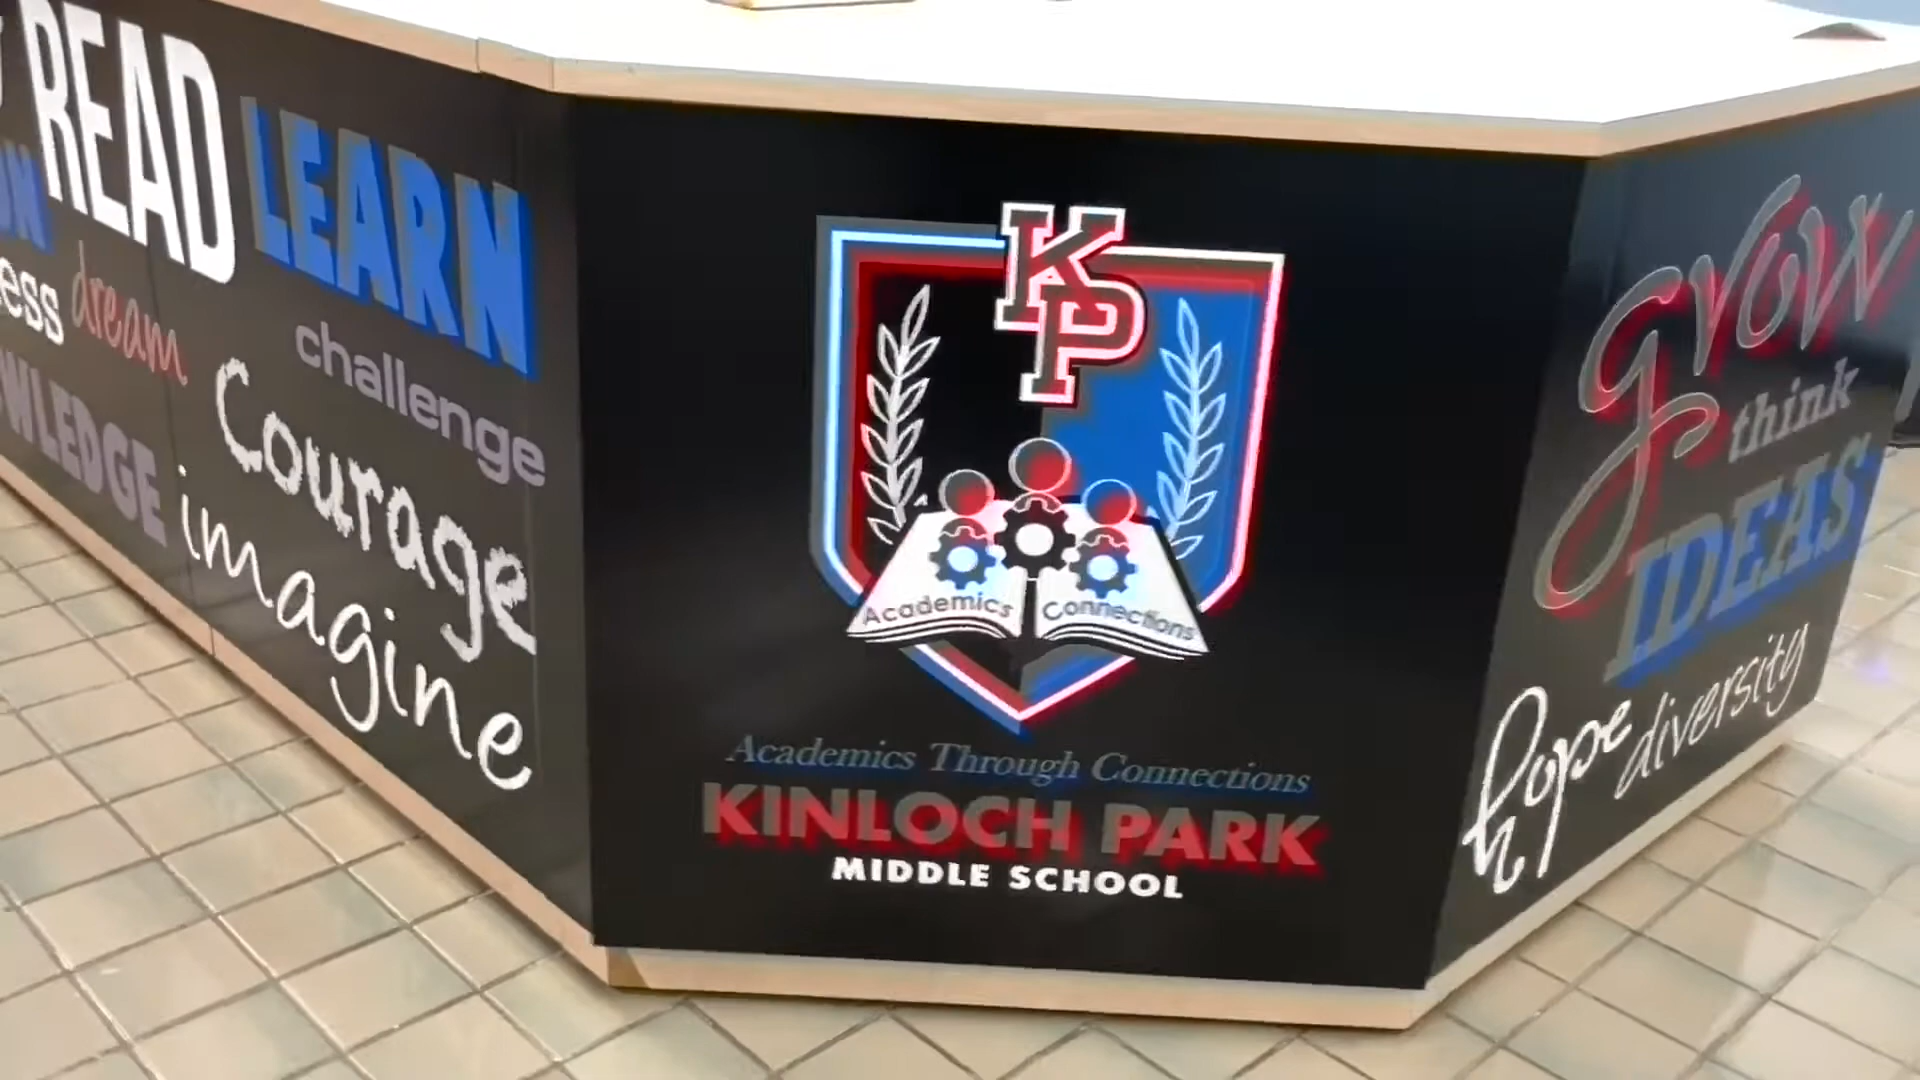 READ
LEARN
dream
challenge
Courage
imagine
KP
Academics Connections
Academics Through Connections
KINLOCH PARK
MIDDLE SCHOOL
grow
think
IDEAS
hope
diversity